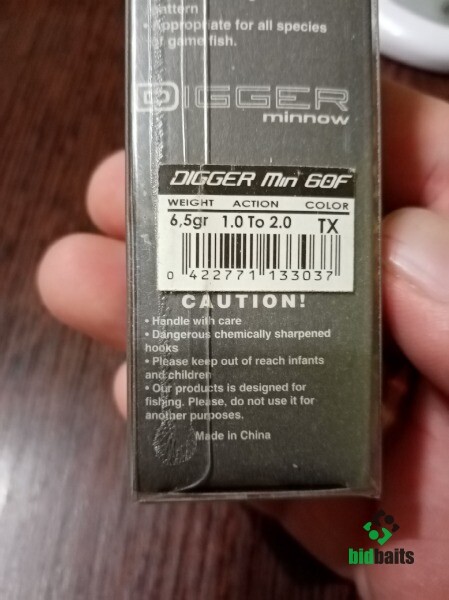 pattern
• Appropriate for all species
of game fish.
DIGGER
minnow
DIGGER Min 60F
WEIGHT ACTION COLOR
6,5gr 1.0 To 2.0 TX
0 422771 133037
CAUTION!
• Handle with care
• Dangerous chemically sharpened
hooks
• Please keep out of reach infants
and children
• Our products is designed for
fishing. Please, do not use it for
another purposes.
Made in China
bidbaits